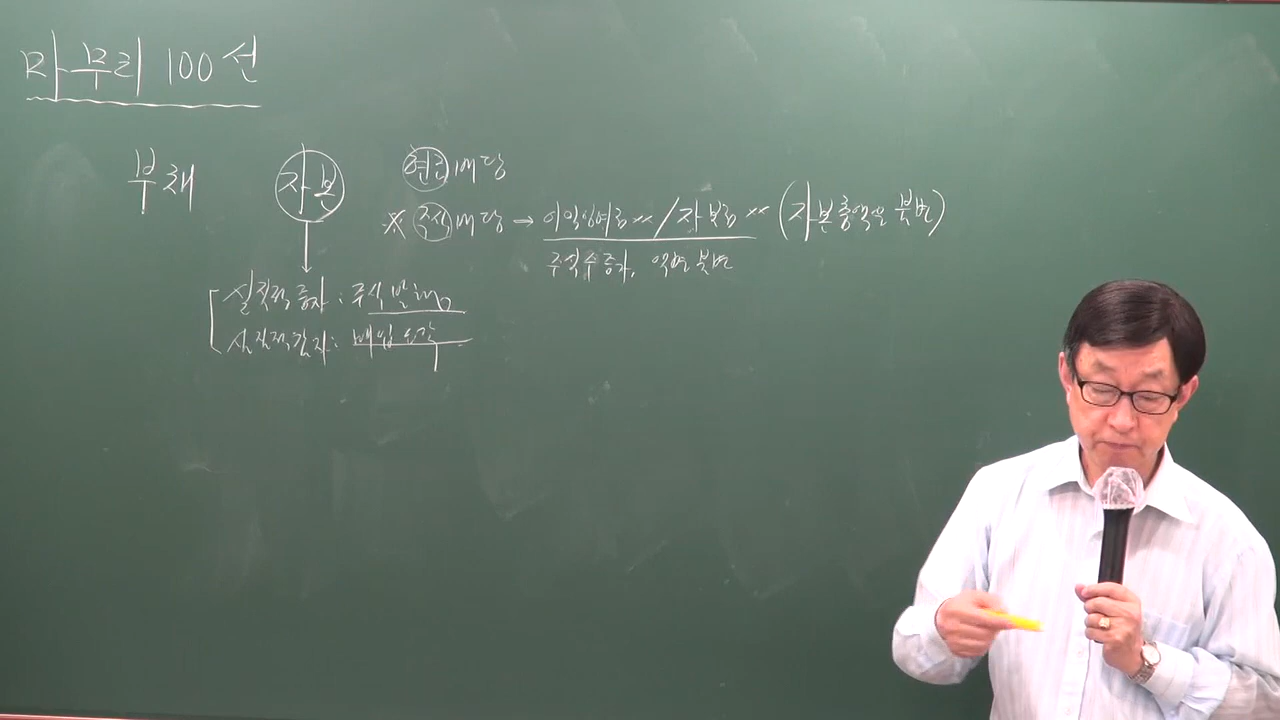 마무리 100선
부채 자본
현금배당
※ 주식배당 → 이익잉여금 ×× / 자본금 ×× (자본총액은 불변)
주식수 증가, 액면 불변
실질적증자 : 주식발행
실질적감자 : 매입소각